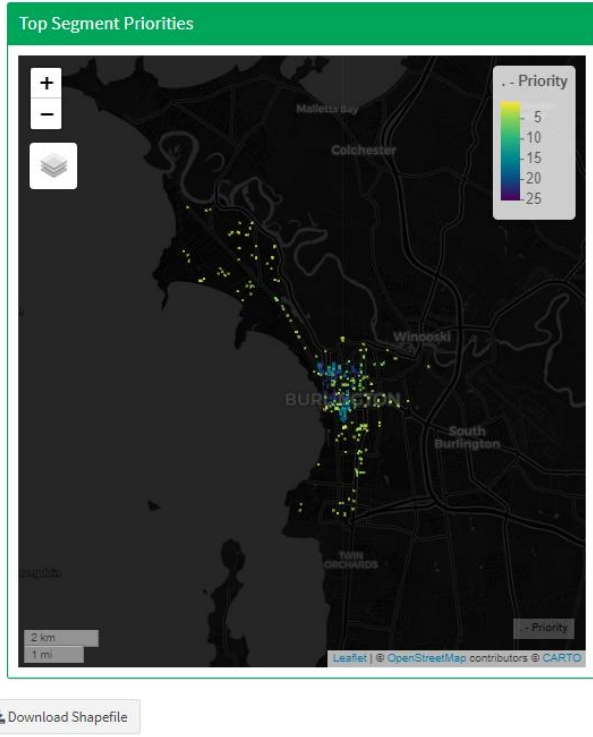 Top Segment Priorities
+
−
. - Priority
5
10
15
20
25
Malletts Bay
Colchester
Winooski
BURLINGTON
South
Burlington
TWIN
ORCHARDS
2 km
1 mi
. - Priority
Leaflet | © OpenStreetMap contributors © CARTO
Download Shapefile